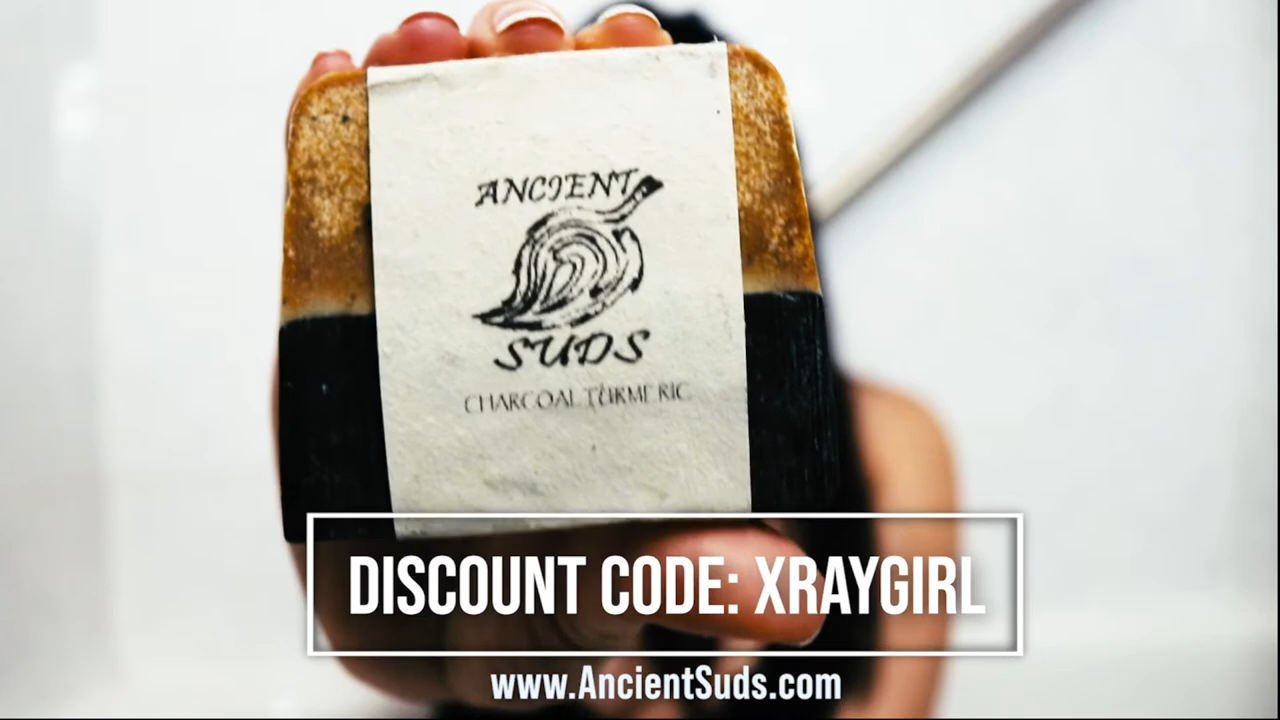 ANCIENT
SUDS
CHARCOAL TURMERIC
DISCOUNT CODE: XRAYGIRL
www.AncientSuds.com